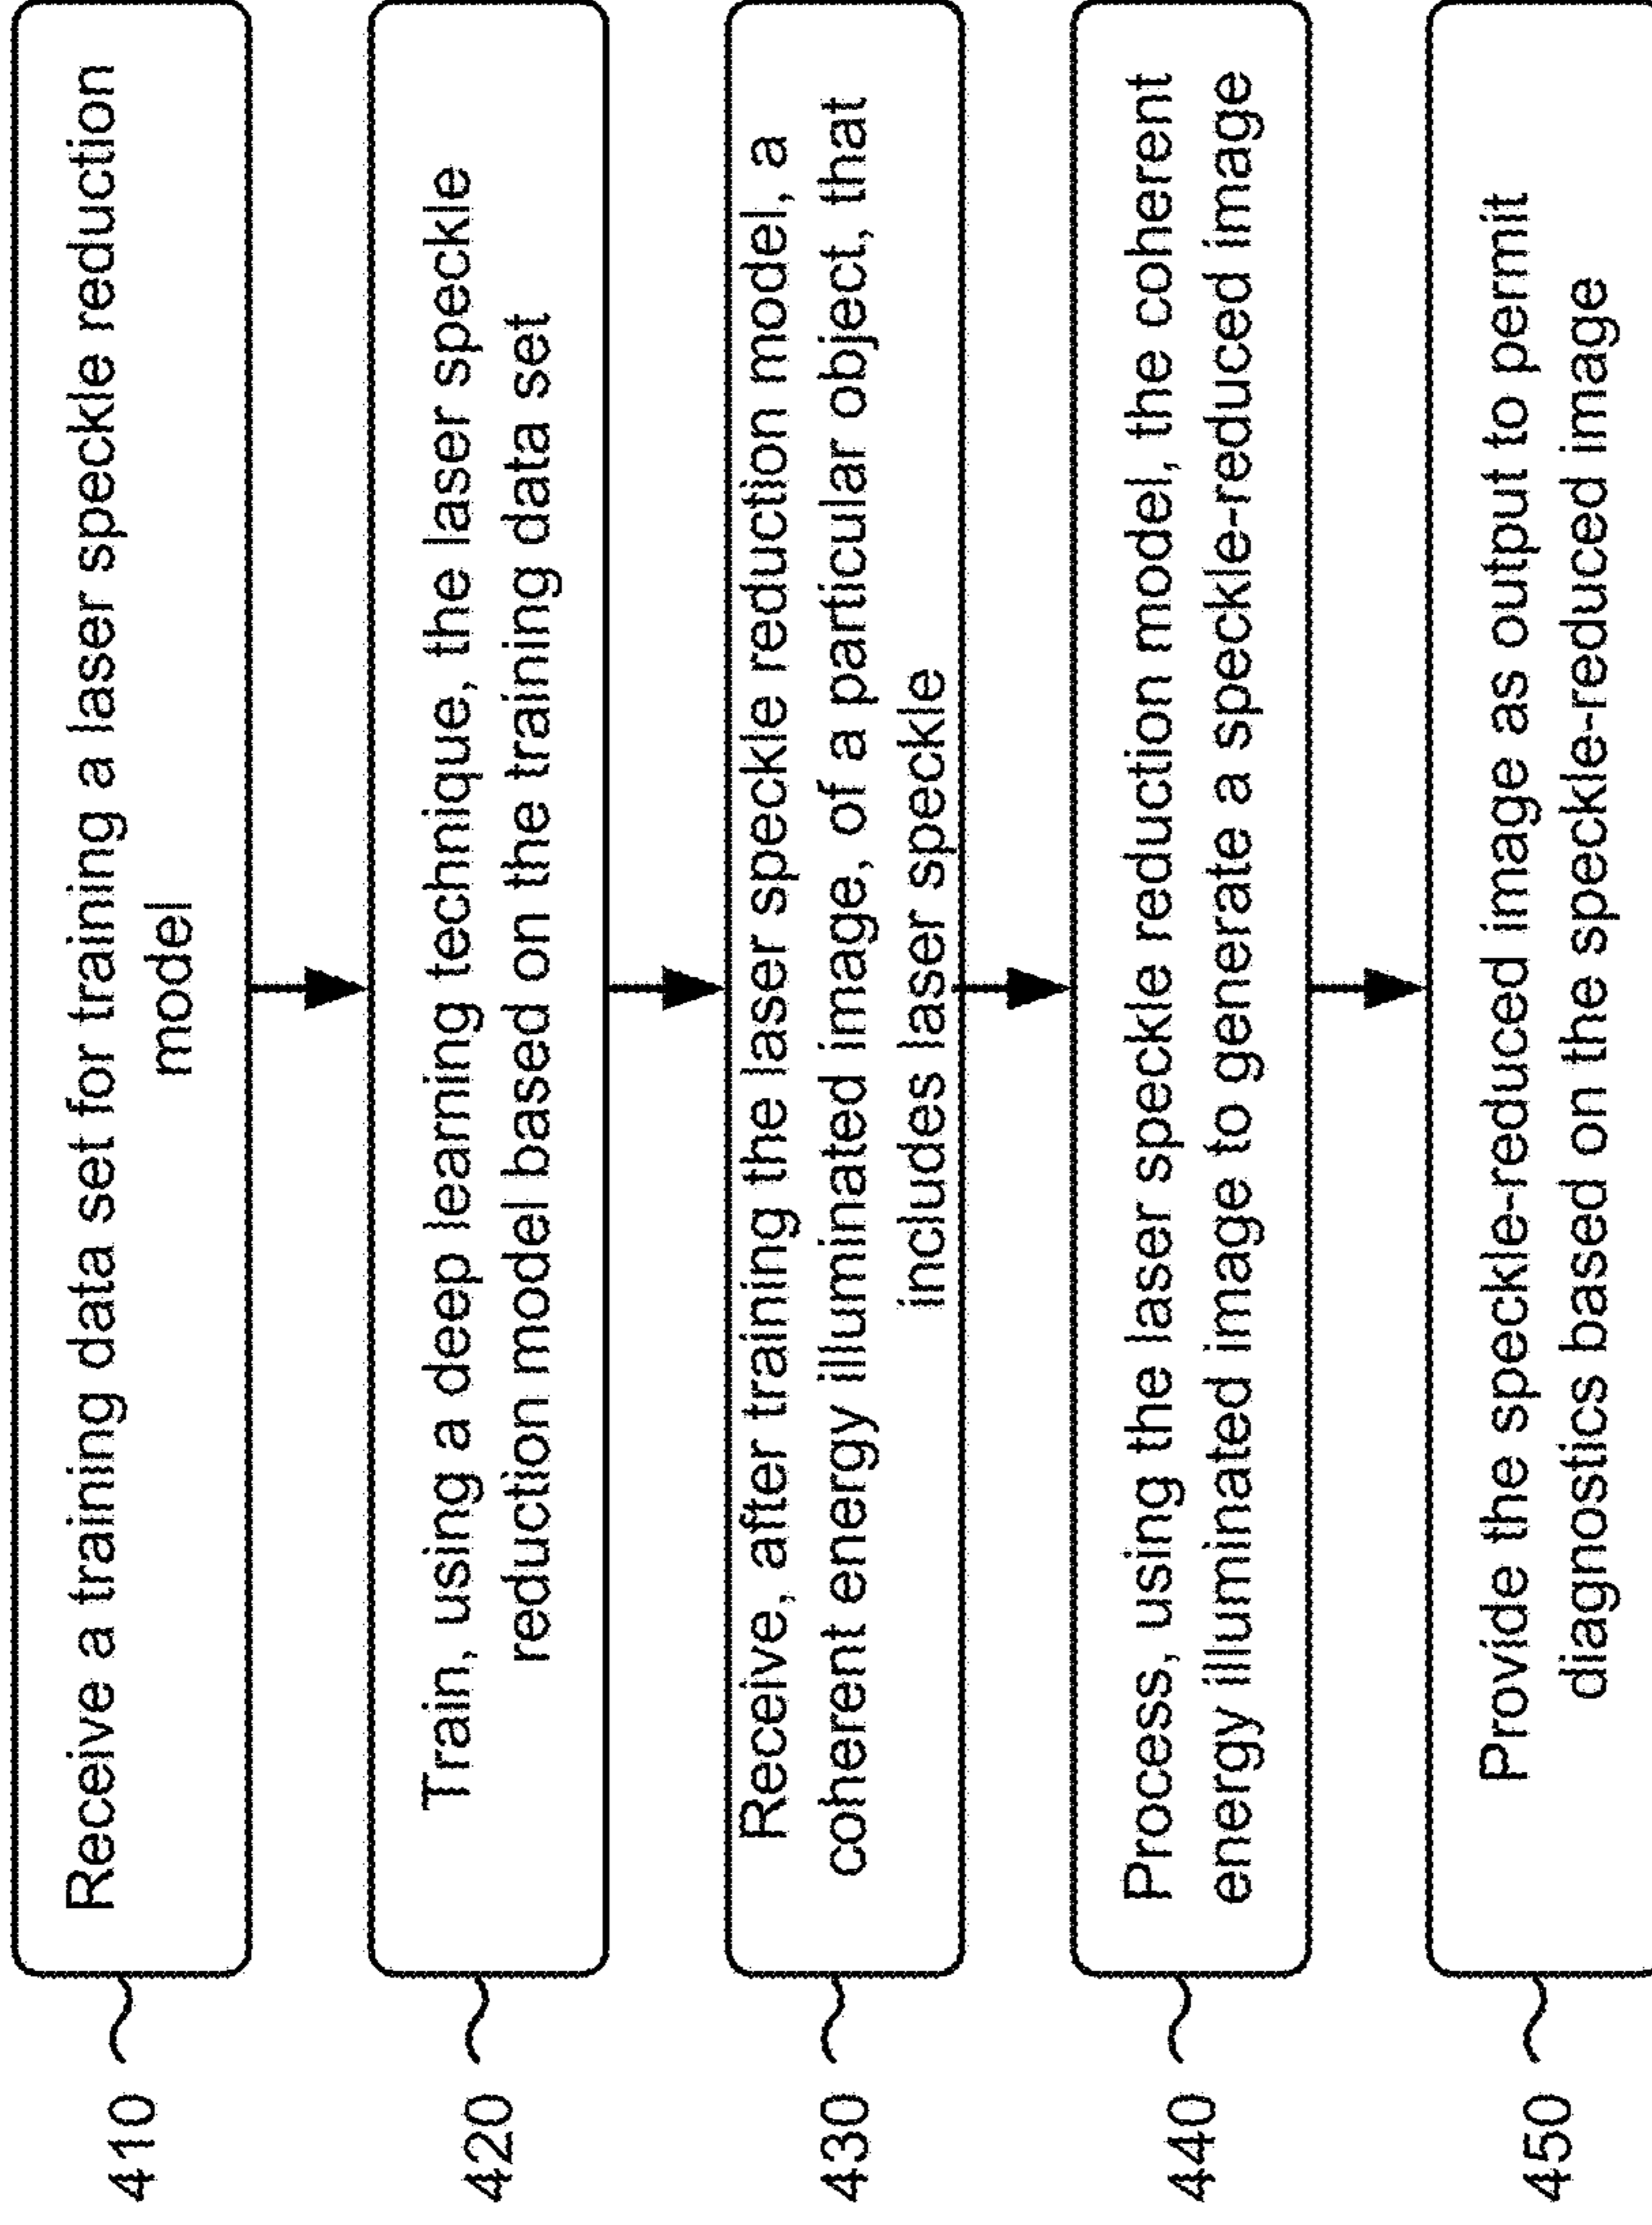 410
Receive a training data set for training a laser speckle reduction
model
420
Train, using a deep learning technique, the laser speckle
reduction model based on the training data set
430
Receive, after training the laser speckle reduction model, a
coherent energy illuminated image, of a particular object, that
includes laser speckle
440
Process, using the laser speckle reduction model, the coherent
energy illuminated image to generate a speckle-reduced image
450
Provide the speckle-reduced image as output to permit
diagnostics based on the speckle-reduced image